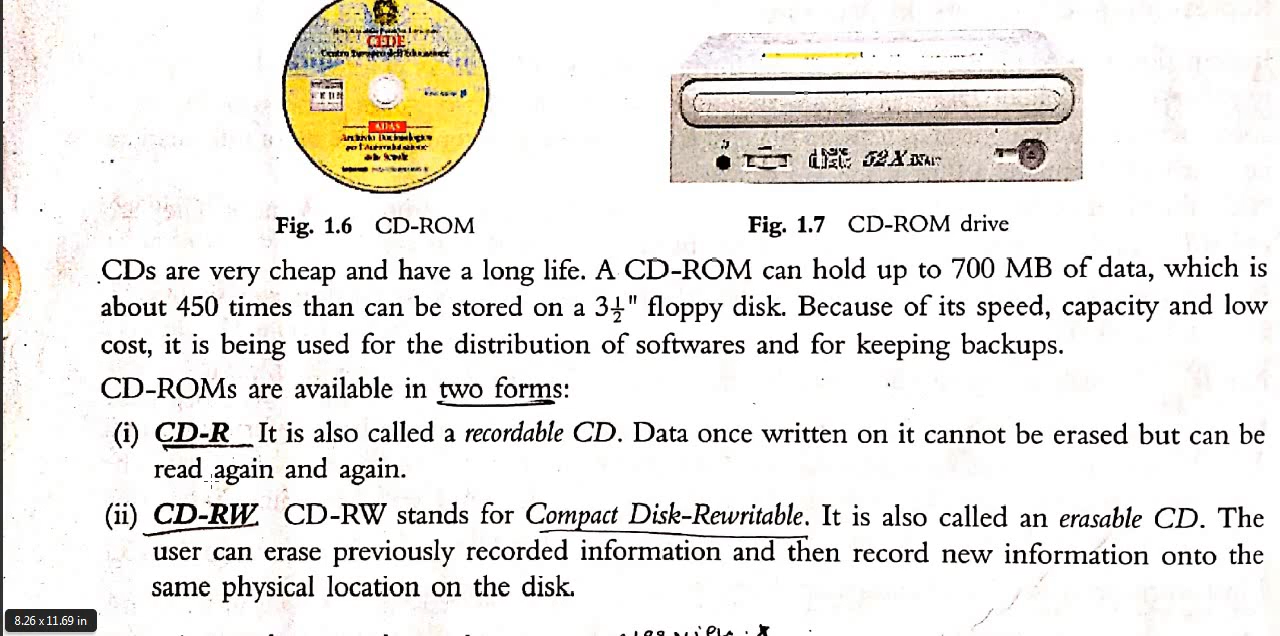 CEDE
52X
Fig. 1.6 CD-ROM
Fig. 1.7 CD-ROM drive
CDs are very cheap and have a long life. A CD-ROM can hold up to 700 MB of data, which is
about 450 times than can be stored on a 3½" floppy disk. Because of its speed, capacity and low
cost, it is being used for the distribution of softwares and for keeping backups.
CD-ROMs are available in two forms:
(i) CD-R It is also called a recordable CD. Data once written on it cannot be erased but can be
read again and again.
(ii) CD-RW CD-RW stands for Compact Disk-Rewritable. It is also called an erasable CD. The
user can erase previously recorded information and then record new information onto the
same physical location on the disk.
8.26 x 11.69 in